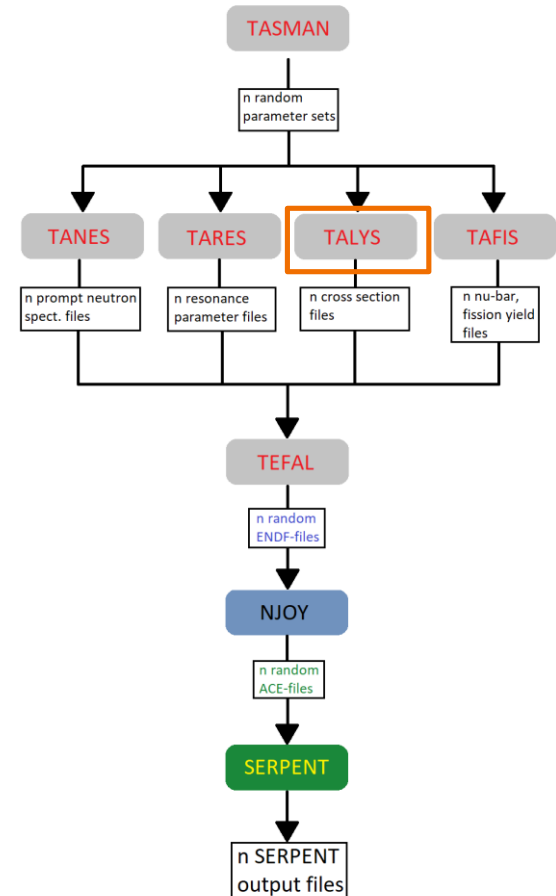 TASMAN
n random
parameter sets
TANES
TARES
TALYS
TAFIS
n prompt neutron
spect. files
n resonance
parameter files
n cross section
files
n nu-bar,
fission yield
files
TEFAL
n random
ENDF-files
NJOY
n random
ACE-files
SERPENT
n SERPENT
output files